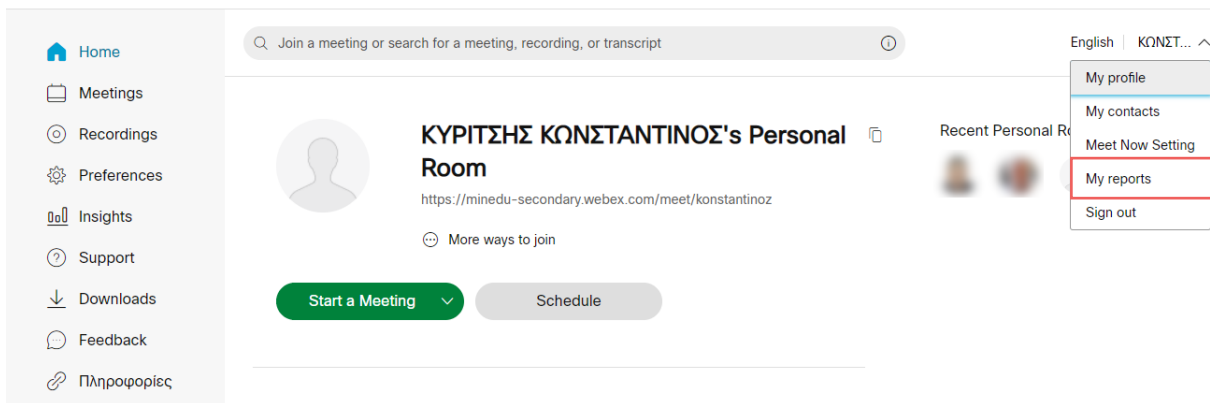 Home
Meetings
Recordings
Preferences
Insights
Support
Downloads
Feedback
Πληροφορίες
Join a meeting or search for a meeting, recording, or transcript
English
ΚΩΝΣΤ...
ΚΥΡΙΤΣΗΣ ΚΩΝΣΤΑΝΤΙΝΟΣ's Personal
Room
https://minedu-secondary.webex.com/meet/konstantinoz
More ways to join
Start a Meeting
Schedule
Recent Personal
My profile
My contacts
Meet Now Setting
My reports
Sign out